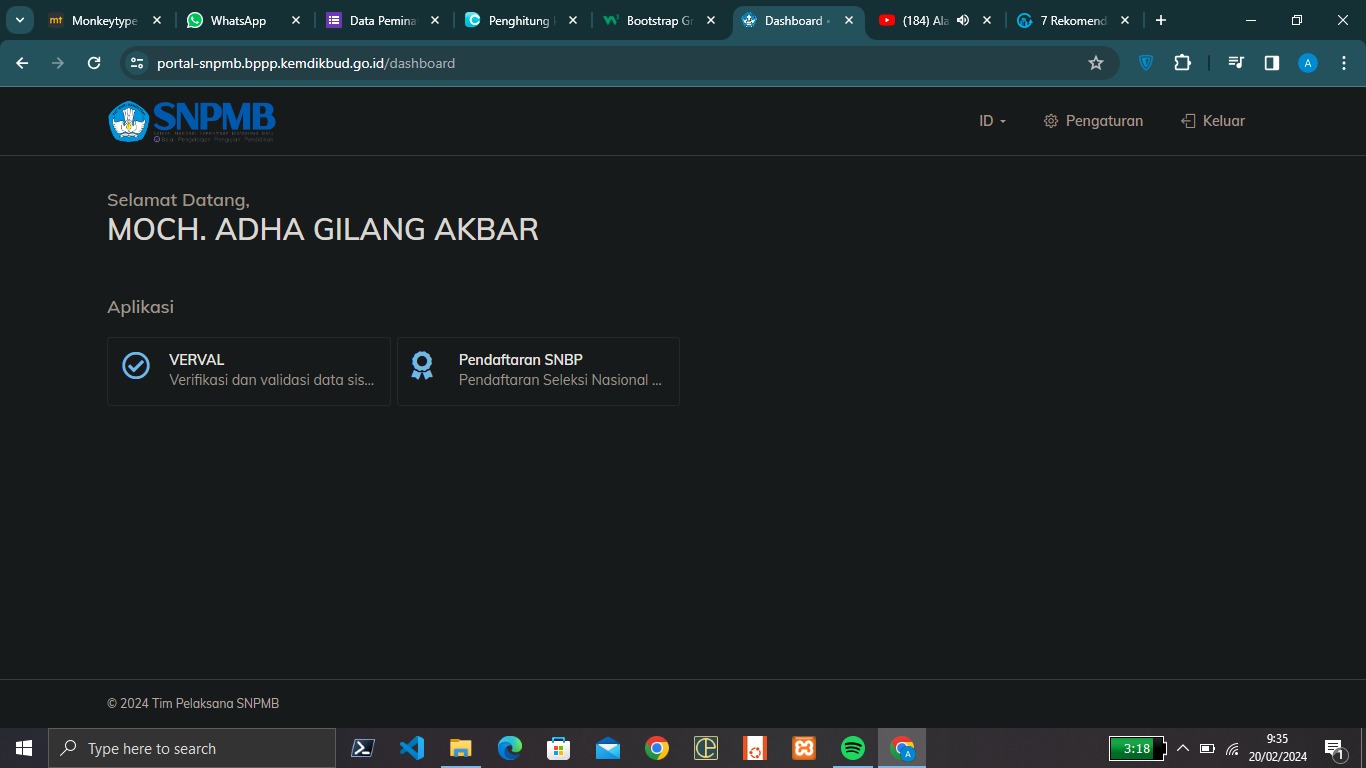 mt Monkeytype
WhatsApp
Data Pemina
Penghitung
Bootstrap Gr
Dashboard
(184) Ala
7 Rekomend
portal-snpmb.bppp.kemdikbud.go.id/dashboard
A
SNPMB
ID
Pengaturan
Keluar
Selamat Datang,
MOCH. ADHA GILANG AKBAR
Aplikasi
VERVAL
Verifikasi dan validasi data sis...
Pendaftaran SNBP
Pendaftaran Seleksi Nasional ...
© 2024 Tim Pelaksana SNPMB
Type here to search
A
3:18
9:35
20/02/2024
1